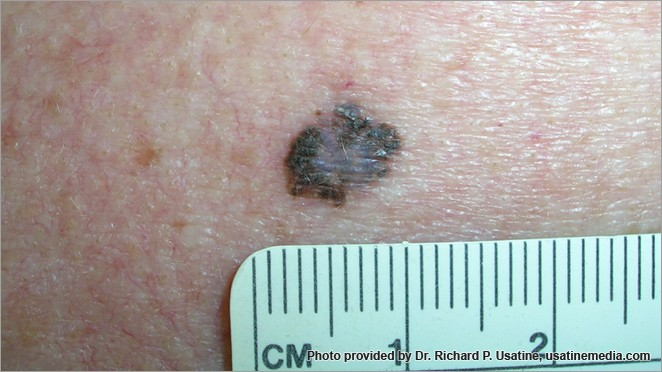 1 2
CM
Photo provided by Dr. Richard P. Usatine, usatinemedia.com